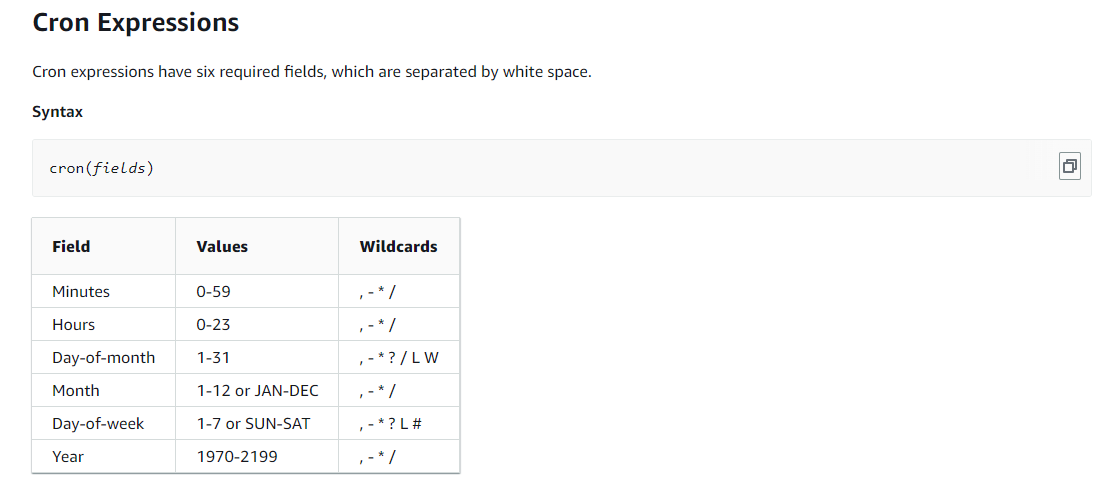 Cron Expressions
Cron expressions have six required fields, which are separated by white space.
Syntax
cron(fields)
Field Values Wildcards
Minutes 0-59 , - * /
Hours 0-23 , - * /
Day-of-month 1-31 , - * ? / L W
Month 1-12 or JAN-DEC , - * /
Day-of-week 1-7 or SUN-SAT , - * ? L #
Year 1970-2199 , - * /